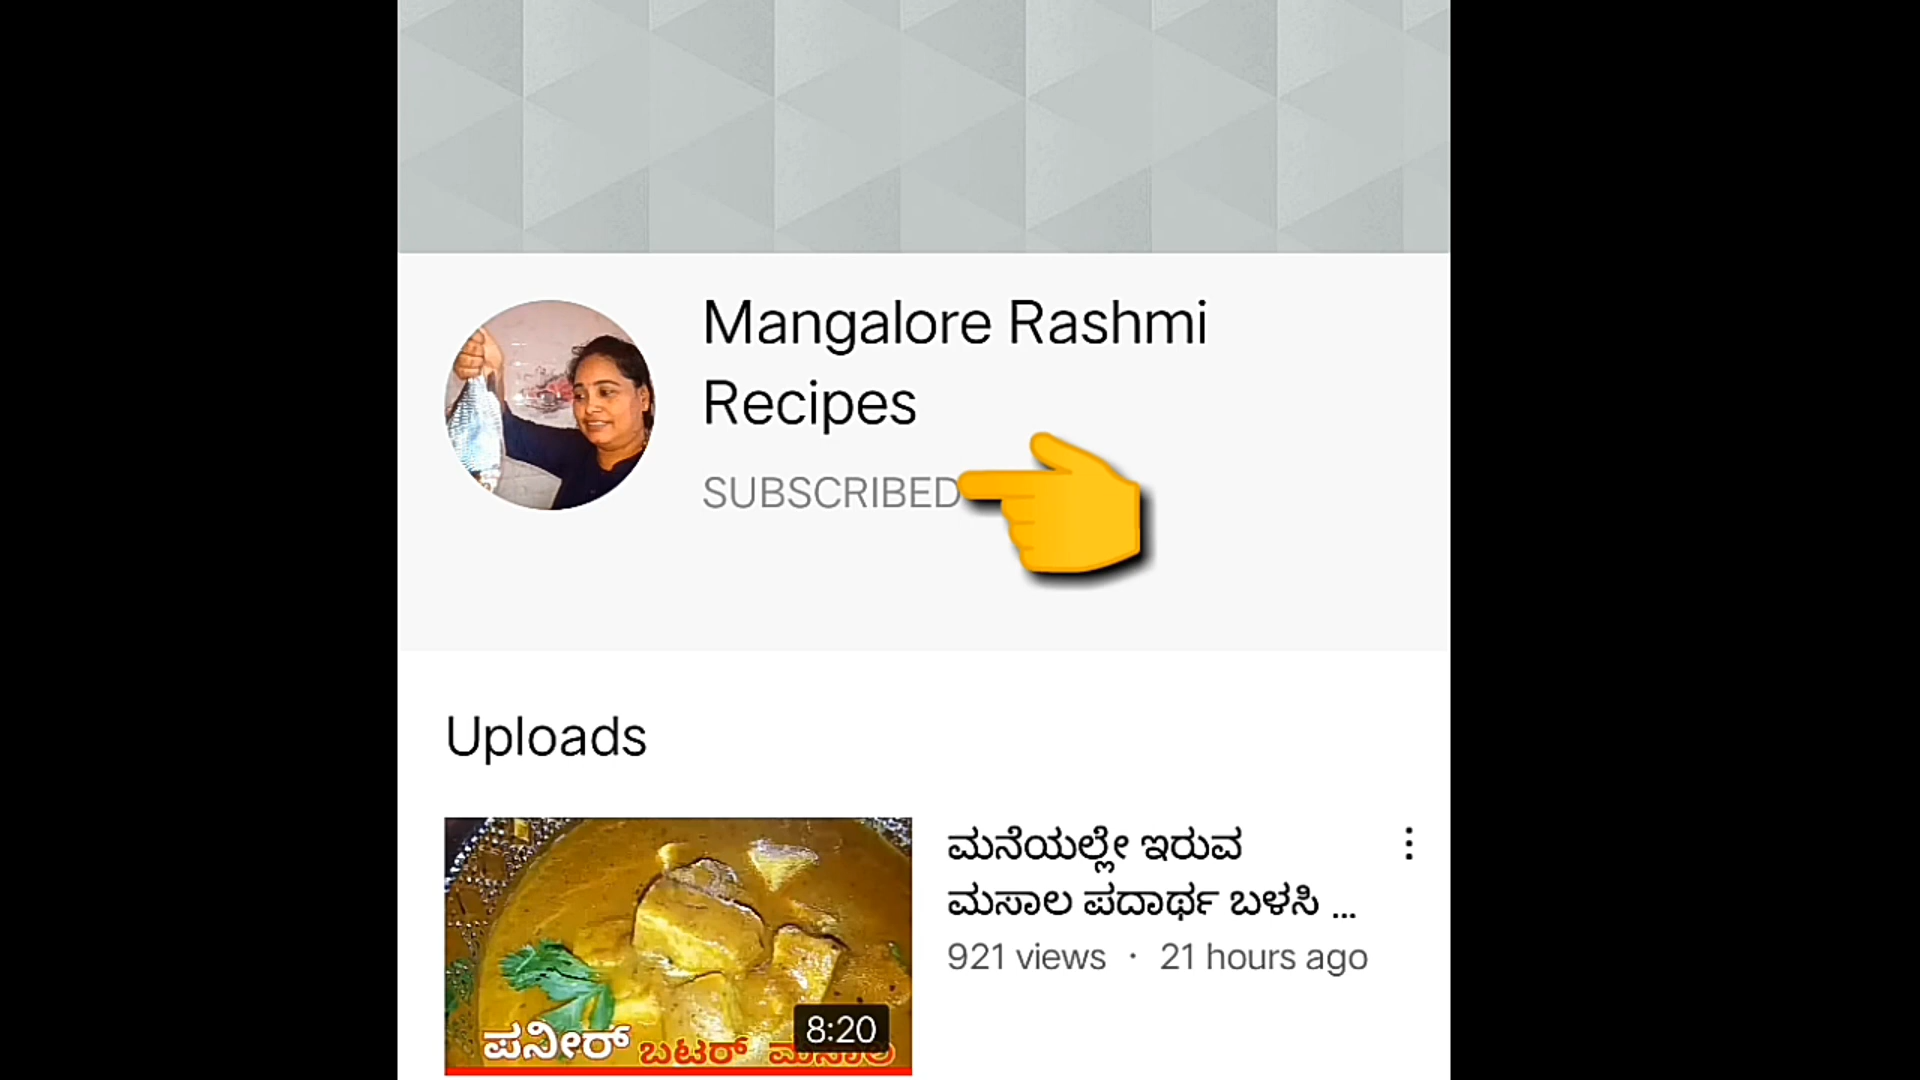 Mangalore Rashmi
Recipes
SUBSCRIBED
Uploads
ಮನೆಯಲ್ಲೇ ಇರುವ
ಮಸಾಲ ಪದಾರ್ಥ ಬಳಸಿ ...
921 views · 21 hours ago
8:20
ಪನೀರ್ ಬಟರ್ ಮಸಾಲ